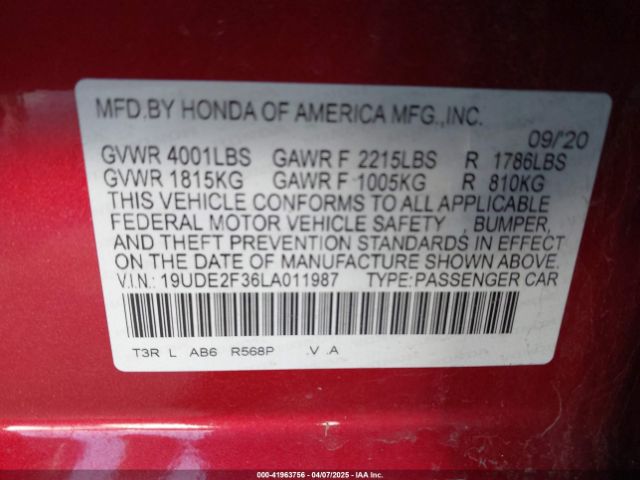 MFD.BY HONDA OF AMERICA MFG.,INC.
09/'20
GVWR 4001LBS GAWR F 2215LBS R 1786LBS
GVWR 1815KG GAWR F 1005KG R 810KG
THIS VEHICLE CONFORMS TO ALL APPLICABLE
FEDERAL MOTOR VEHICLE SAFETY , BUMPER,
AND THEFT PREVENTION STANDARDS IN EFFECT
ON THE DATE OF MANUFACTURE SHOWN ABOVE.
V.I.N.: 19UDE2F36LA011987 TYPE:PASSENGER CAR
T3R L AB6 R568P .V .A
000-41963756 - 04/07/2025 - IAA Inc.